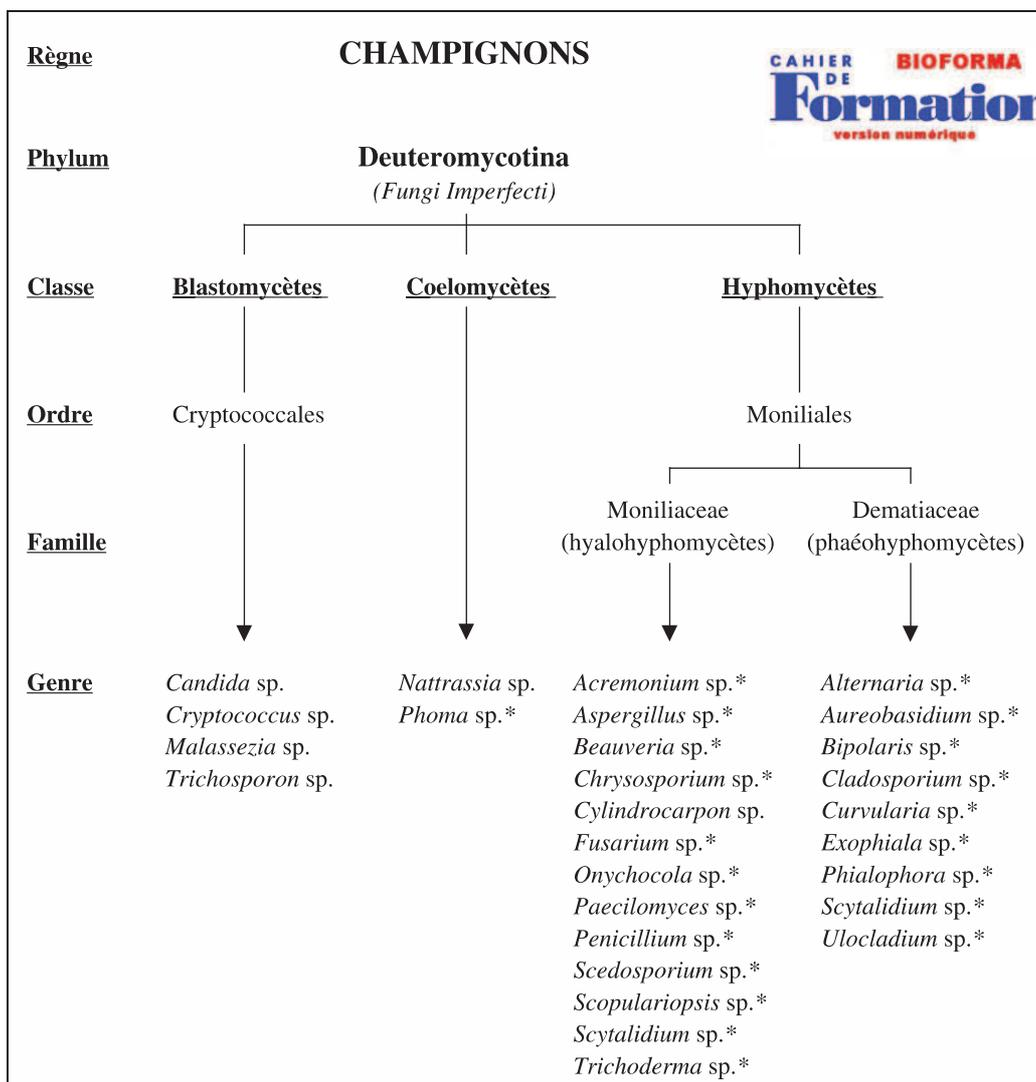 Règne
CHAMPIGNONS
CAHIER
DE
BIOFORMA
Formation
version numérique
Phylum
Deuteromycotina
(Fungi Imperfecti)
Classe
Blastomycètes
Coelomycètes
Hyphomycètes
Ordre
Cryptococcales
Moniliales
Famille
Moniliaceae
(hyalohyphomycètes)
Dematiaceae
(phaéohyphomycètes)
Genre
Candida sp.
Cryptococcus sp.
Malassezia sp.
Trichosporon sp.
Nattrassia sp.
Phoma sp.*
Acremonium sp.*
Aspergillus sp.*
Beauveria sp.*
Chrysosporium sp.*
Cylindrocarpon sp.
Fusarium sp.*
Onychocola sp.*
Paecilomyces sp.*
Penicillium sp.*
Scedosporium sp.*
Scopulariopsis sp.*
Scytalidium sp.*
Trichoderma sp.*
Alternaria sp.*
Aureobasidium sp.*
Bipolaris sp.*
Cladosporium sp.*
Curvularia sp.*
Exophiala sp.*
Phialophora sp.*
Scytalidium sp.*
Ulocladium sp.*